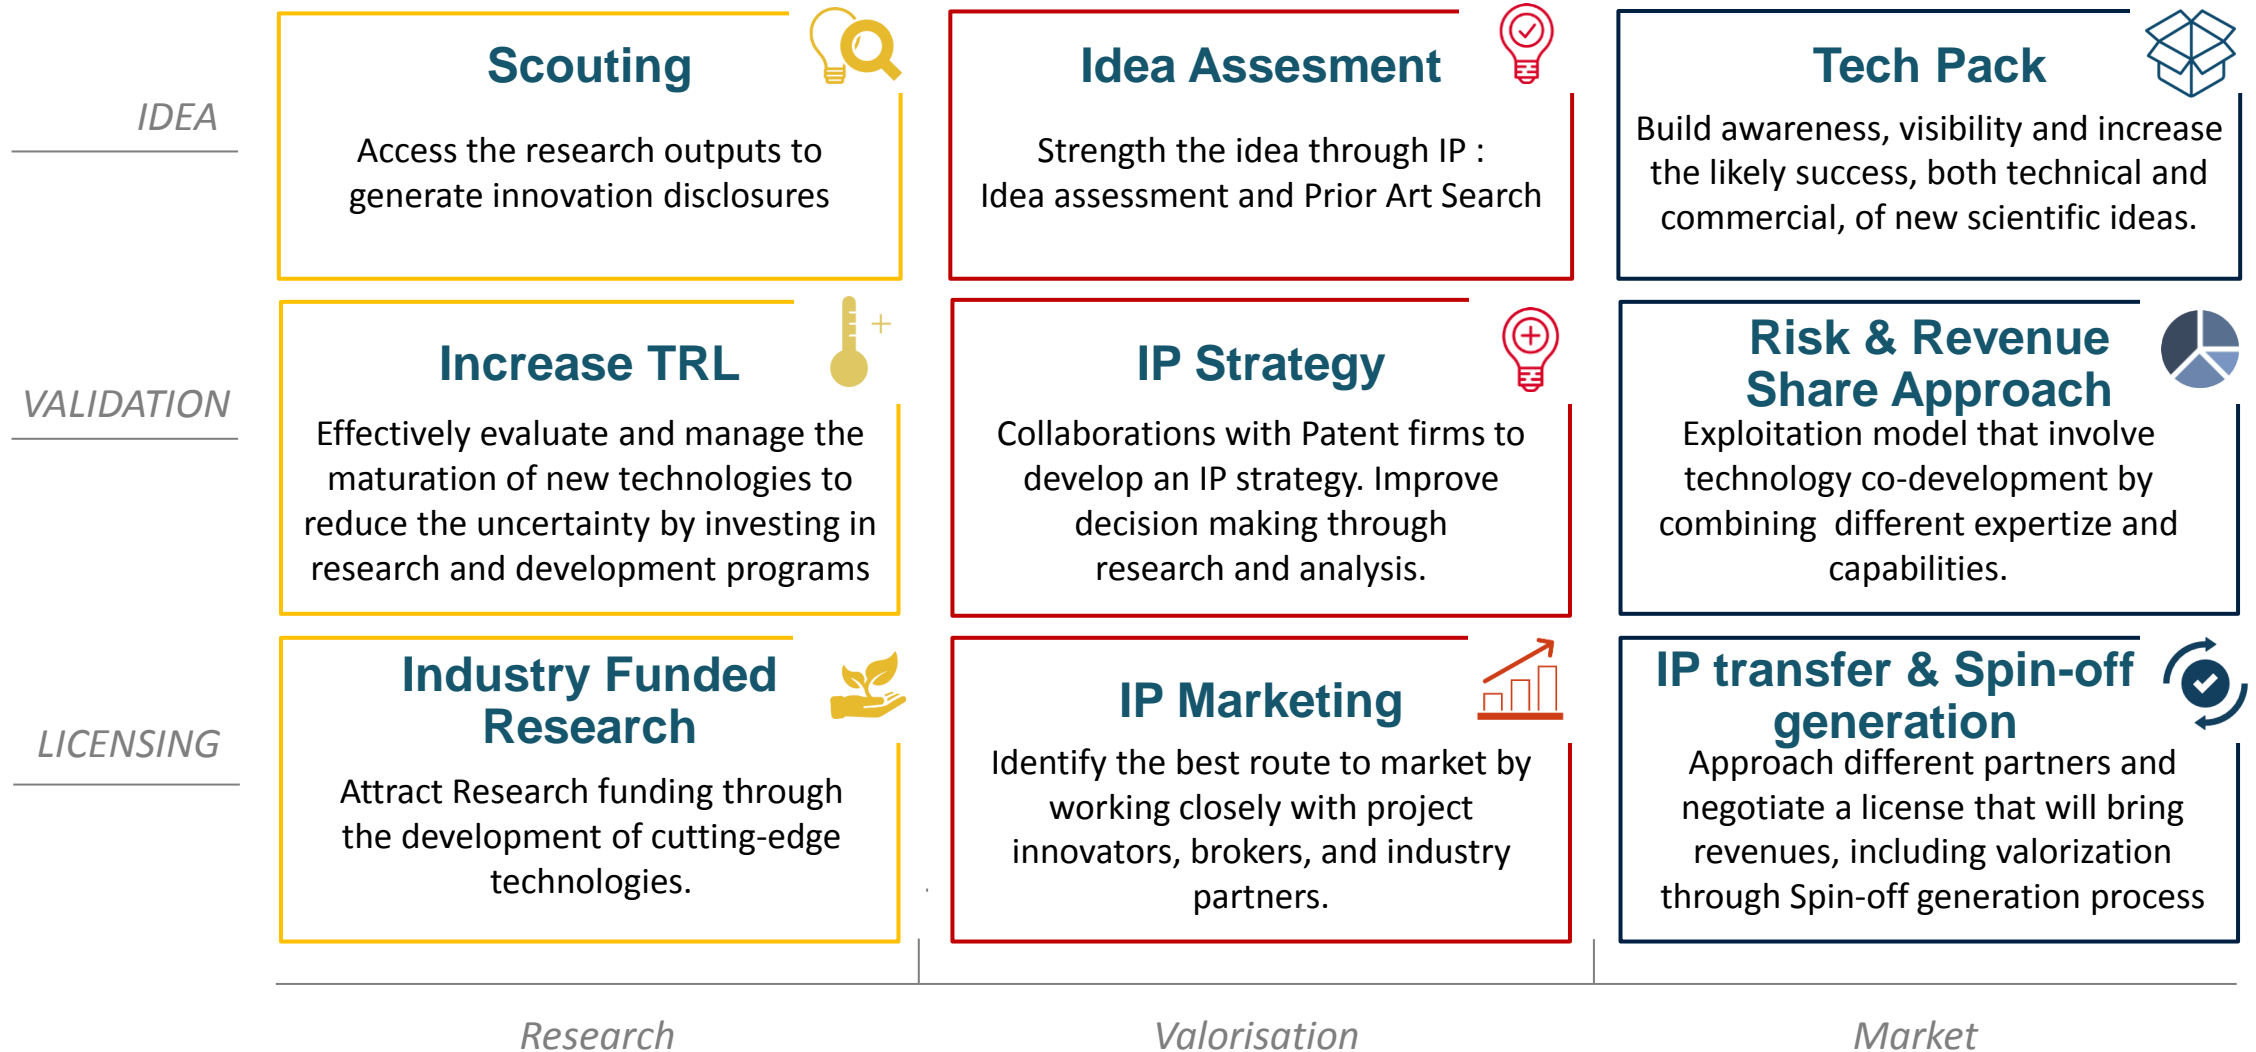 IDEA
Scouting
Access the research outputs to
generate innovation disclosures
Idea Assesment
Strength the idea through IP :
Idea assessment and Prior Art Search
Tech Pack
Build awareness, visibility and increase
the likely success, both technical and
commercial, of new scientific ideas.
VALIDATION
Increase TRL
Effectively evaluate and manage the
maturation of new technologies to
reduce the uncertainty by investing in
research and development programs
IP Strategy
Collaborations with Patent firms to
develop an IP strategy. Improve
decision making through
research and analysis.
Risk & Revenue
Share Approach
Exploitation model that involve
technology co-development by
combining  different expertize and
capabilities.
LICENSING
Industry Funded
Research
Attract Research funding through
the development of cutting-edge
technologies.
IP Marketing
Identify the best route to market by
working closely with project
innovators, brokers, and industry
partners.
IP transfer & Spin-off
generation
Approach different partners and
negotiate a license that will bring
revenues, including valorization
through Spin-off generation process
Research
Valorisation
Market